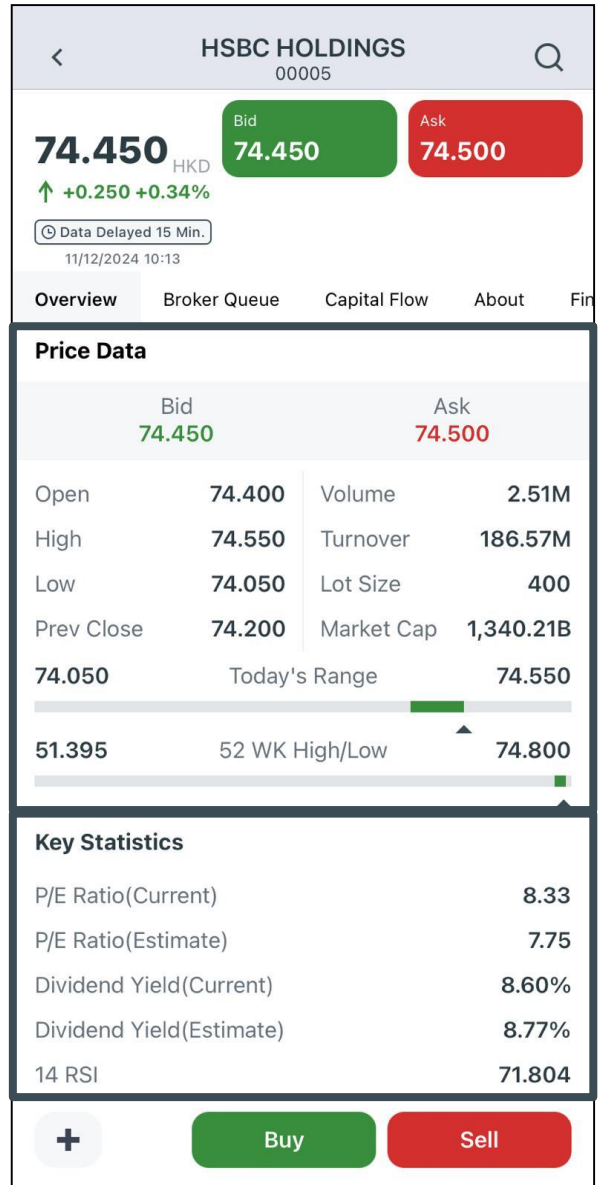 HSBC HOLDINGS
00005
74.450 HKD
Bid
74.450
Ask
74.500
+0.250 +0.34%
Data Delayed 15 Min.
11/12/2024 10:13
Overview Broker Queue Capital Flow About Fin
Price Data
Bid Ask
74.450 74.500
Open 74.400 Volume 2.51M
High 74.550 Turnover 186.57M
Low 74.050 Lot Size 400
Prev Close 74.200 Market Cap 1,340.21B
74.050 Today's Range 74.550
51.395 52 WK High/Low 74.800
Key Statistics
P/E Ratio(Current) 8.33
P/E Ratio(Estimate) 7.75
Dividend Yield(Current) 8.60%
Dividend Yield(Estimate) 8.77%
14 RSI 71.804
+ Buy Sell